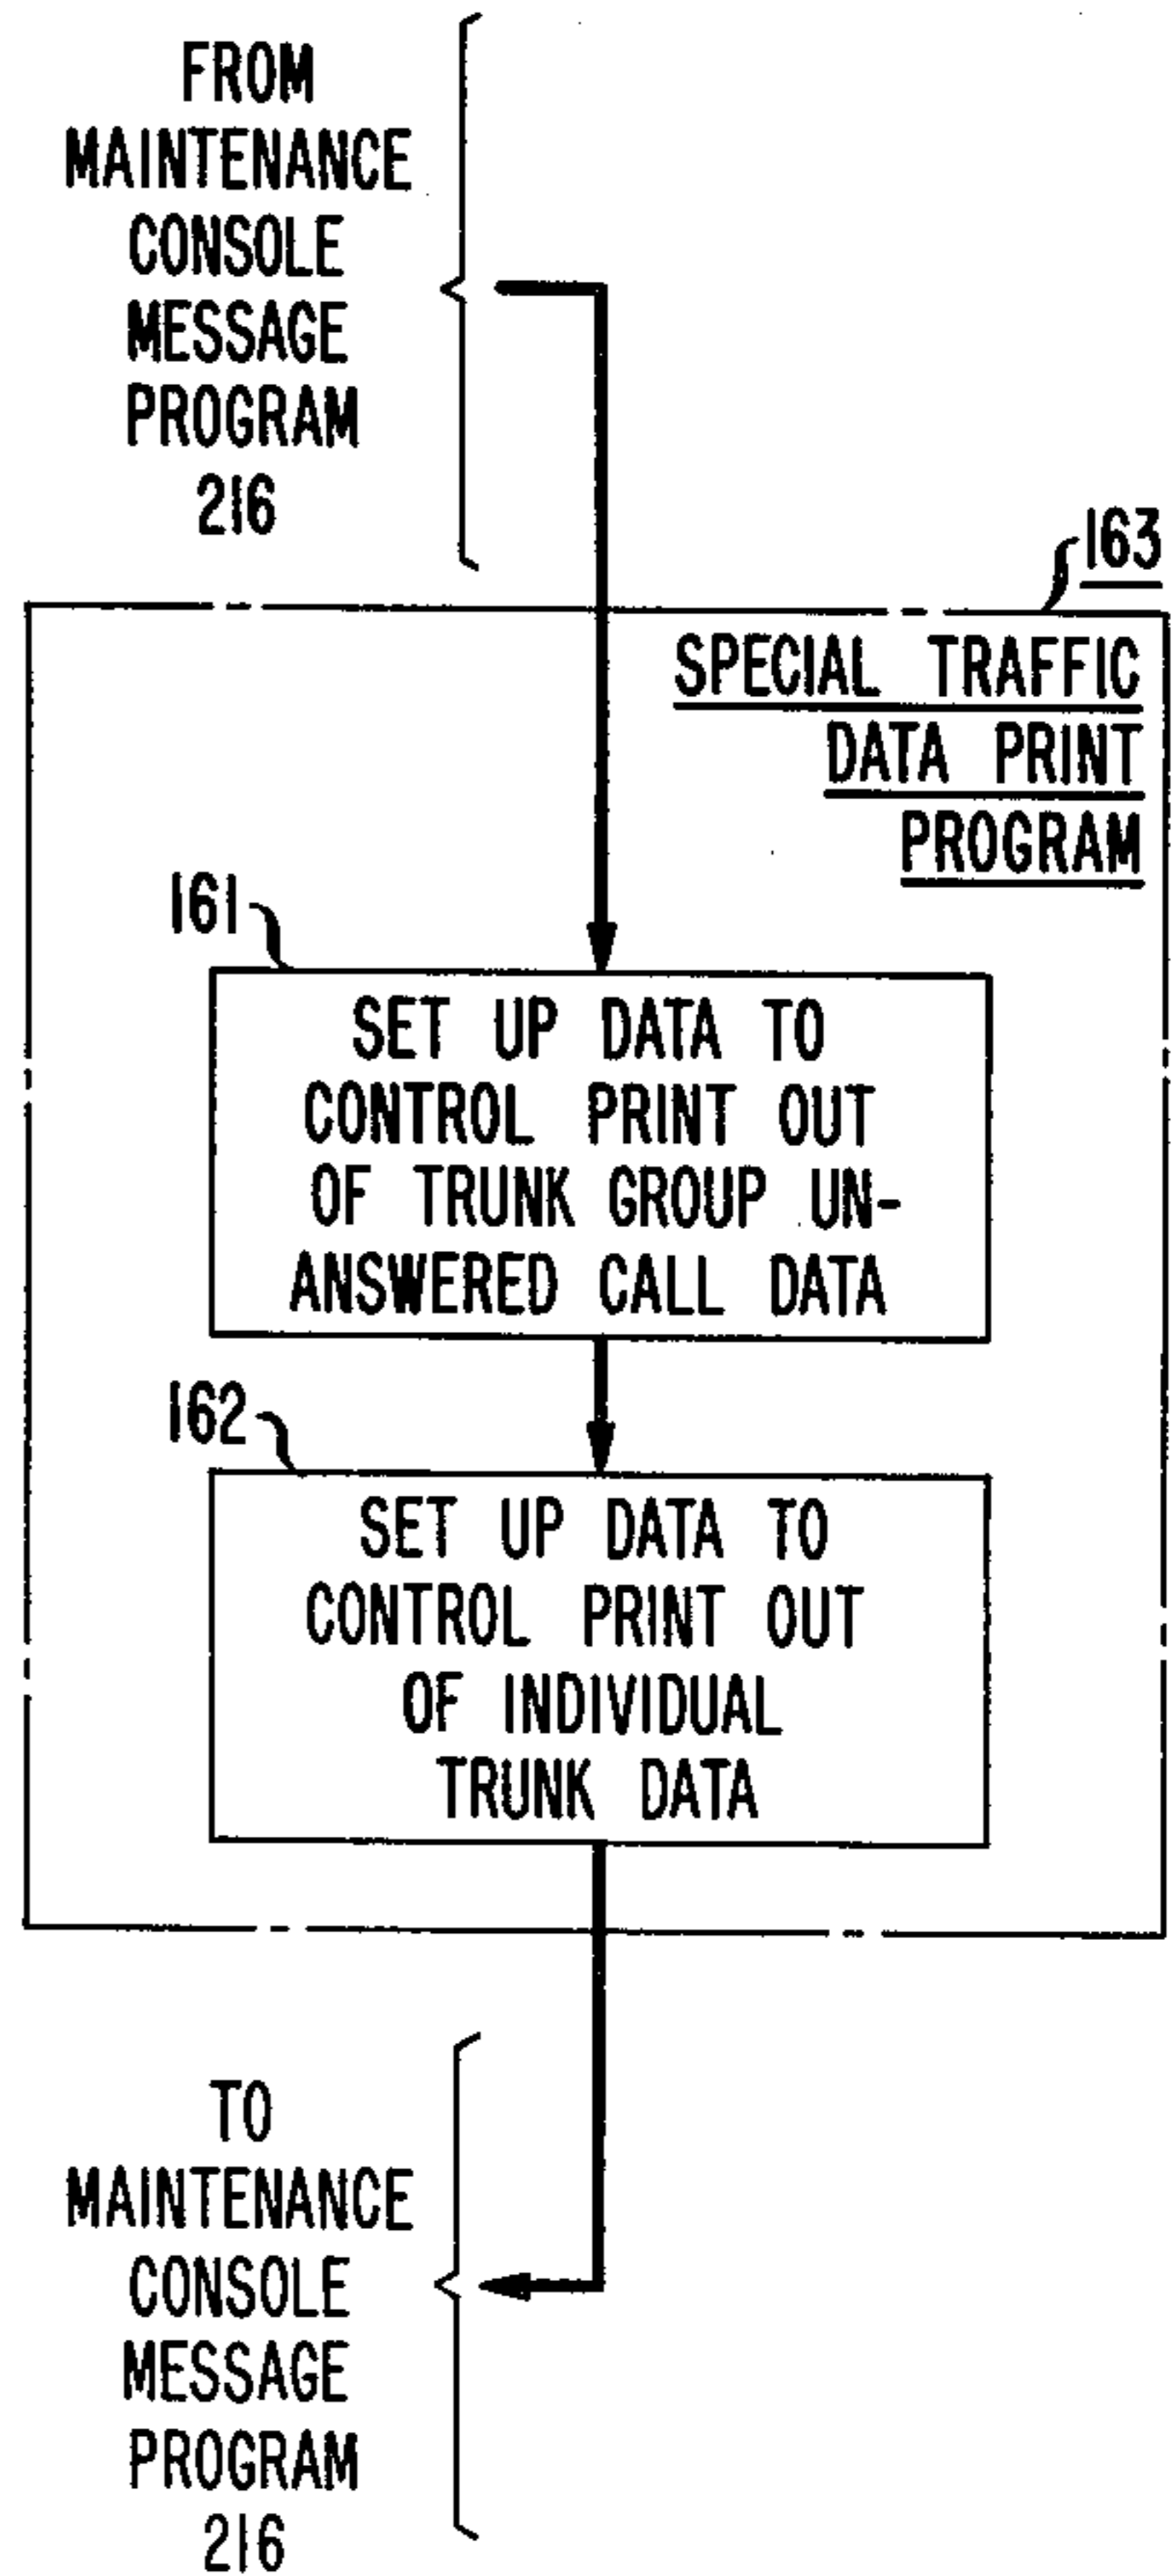 FROM
MAINTENANCE
CONSOLE
MESSAGE
PROGRAM
216
163
SPECIAL TRAFFIC
DATA PRINT
PROGRAM
161
SET UP DATA TO
CONTROL PRINT OUT
OF TRUNK GROUP UN-
ANSWERED CALL DATA
162
SET UP DATA TO
CONTROL PRINT OUT
OF INDIVIDUAL
TRUNK DATA
TO
MAINTENANCE
CONSOLE
MESSAGE
PROGRAM
216